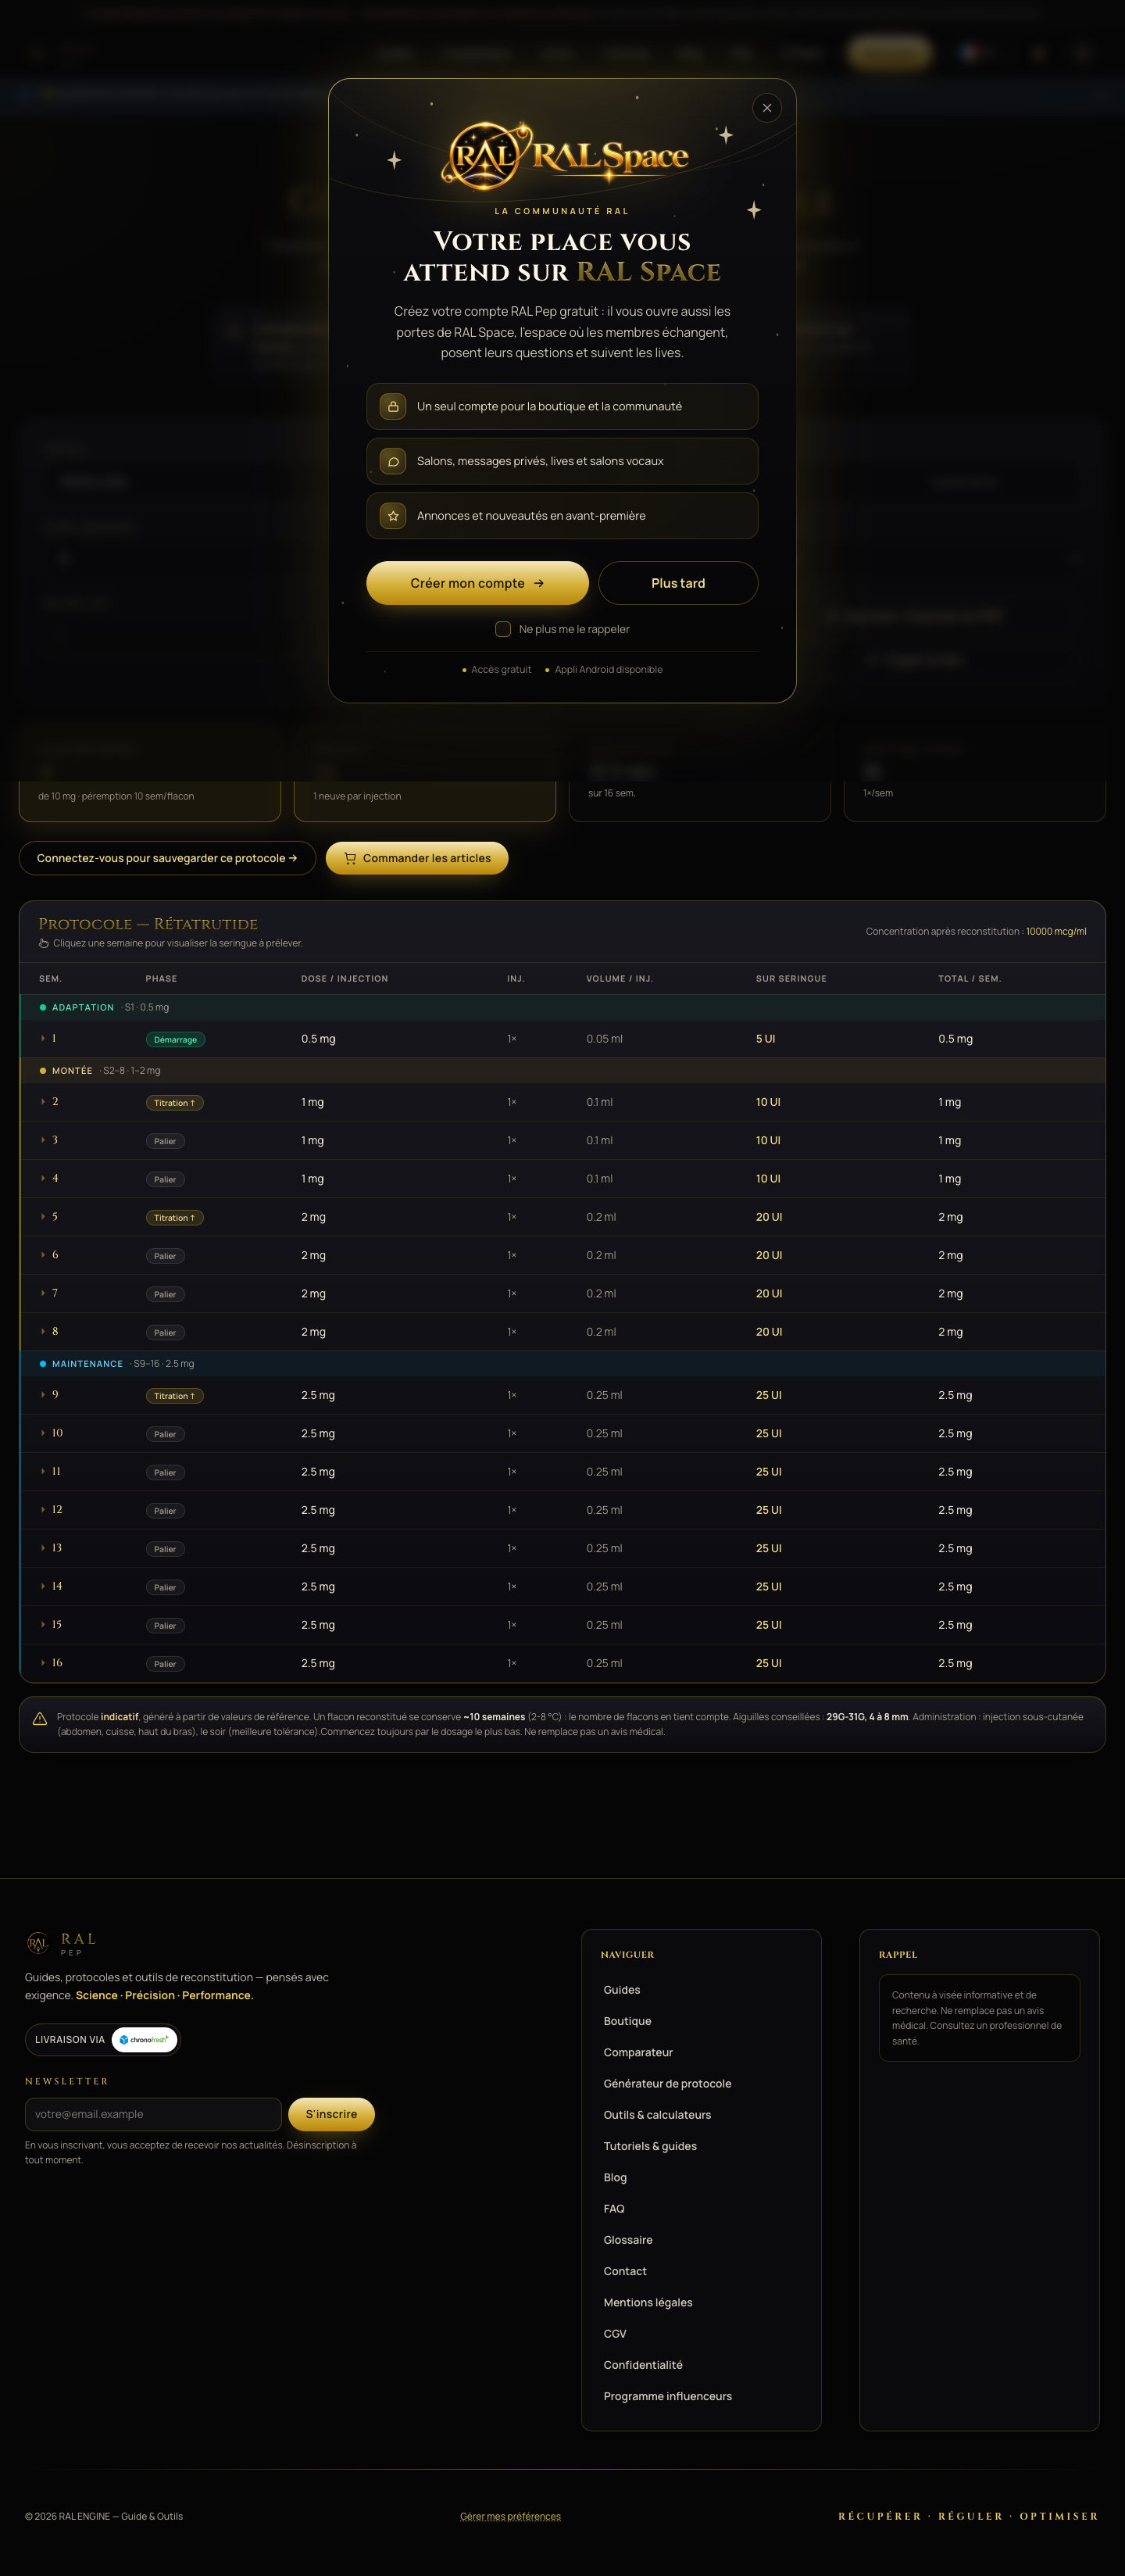 RAL RAL Space
LA COMMUNAUTÉ RAL
Votre place vous
attend sur RAL Space
Créez votre compte RAL Pep gratuit : il vous ouvre aussi les
portes de RAL Space, l'espace où les membres échangent,
posent leurs questions et suivent les lives.
Un seul compte pour la boutique et la communauté
Salons, messages privés, lives et salons vocaux
Annonces et nouveautés en avant-première
Créer mon compte → Plus tard
Ne plus me le rappeler
• Accès gratuit • Appli Android disponible
de 10 mg · péremption 10 sem/flacon 1 neuve par injection sur 16 sem. 1×/sem
Connectez-vous pour sauvegarder ce protocole → Commander les articles
Protocole — Rétatrutide
Cliquez une semaine pour visualiser la seringue à prélever.
Concentration après reconstitution : 10000 mcg/ml
SEM. PHASE DOSE / INJECTION INJ. VOLUME / INJ. SUR SERINGUE TOTAL / SEM.
ADAPTATION · S1 · 0.5 mg
1 Démarrage 0.5 mg 1× 0.05 ml 5 UI 0.5 mg
MONTÉE · S2–8 · 1–2 mg
2 Titration ↑ 1 mg 1× 0.1 ml 10 UI 1 mg
3 Palier 1 mg 1× 0.1 ml 10 UI 1 mg
4 Palier 1 mg 1× 0.1 ml 10 UI 1 mg
5 Titration ↑ 2 mg 1× 0.2 ml 20 UI 2 mg
6 Palier 2 mg 1× 0.2 ml 20 UI 2 mg
7 Palier 2 mg 1× 0.2 ml 20 UI 2 mg
8 Palier 2 mg 1× 0.2 ml 20 UI 2 mg
MAINTENANCE · S9–16 · 2.5 mg
9 Titration ↑ 2.5 mg 1× 0.25 ml 25 UI 2.5 mg
10 Palier 2.5 mg 1× 0.25 ml 25 UI 2.5 mg
11 Palier 2.5 mg 1× 0.25 ml 25 UI 2.5 mg
12 Palier 2.5 mg 1× 0.25 ml 25 UI 2.5 mg
13 Palier 2.5 mg 1× 0.25 ml 25 UI 2.5 mg
14 Palier 2.5 mg 1× 0.25 ml 25 UI 2.5 mg
15 Palier 2.5 mg 1× 0.25 ml 25 UI 2.5 mg
16 Palier 2.5 mg 1× 0.25 ml 25 UI 2.5 mg
Protocole indicatif, généré à partir de valeurs de référence. Un flacon reconstitué se conserve ~10 semaines (2-8 °C) : le nombre de flacons en tient compte. Aiguilles conseillées : 29G-31G, 4 à 8 mm. Administration : injection sous-cutanée
(abdomen, cuisse, haut du bras), le soir (meilleure tolérance).Commencez toujours par le dosage le plus bas. Ne remplace pas un avis médical.
RAL RAL
PEP
Guides, protocoles et outils de reconstitution — pensés avec
exigence. Science · Précision · Performance.
LIVRAISON VIA chronofresh
NEWSLETTER
votre@email.example S'inscrire
En vous inscrivant, vous acceptez de recevoir nos actualités. Désinscription à
tout moment.
NAVIGUER
Guides
Boutique
Comparateur
Générateur de protocole
Outils & calculateurs
Tutoriels & guides
Blog
FAQ
Glossaire
Contact
Mentions légales
CGV
Confidentialité
Programme influenceurs
RAPPEL
Contenu à visée informative et de
recherche. Ne remplace pas un avis
médical. Consultez un professionnel de
santé.
© 2026 RAL ENGINE — Guide & Outils
Gérer mes préférences
RÉCUPÉRER · RÉGULER · OPTIMISER